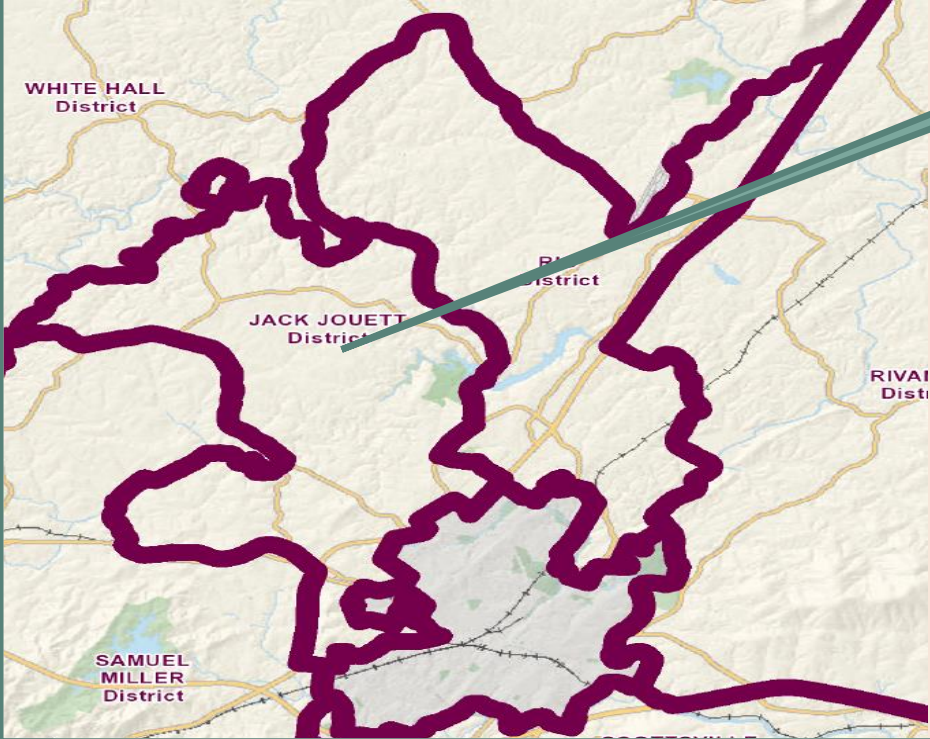 WHITE HALL
District
District
JACK JOUETT
District
SAMUEL
MILLER
District